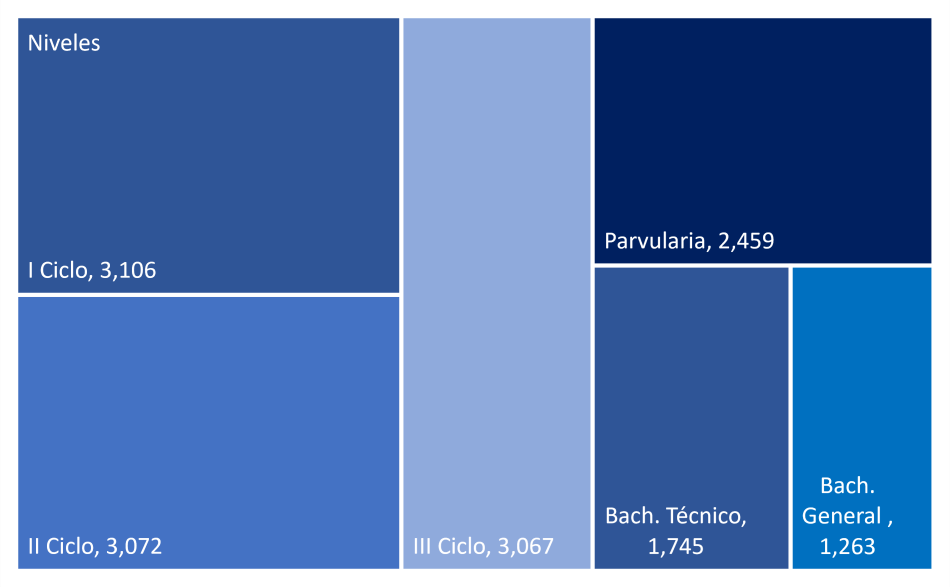 Niveles
I Ciclo, 3,106
II Ciclo, 3,072
III Ciclo, 3,067
Parvularia, 2,459
Bach. Técnico,
1,745
Bach.
General ,
1,263